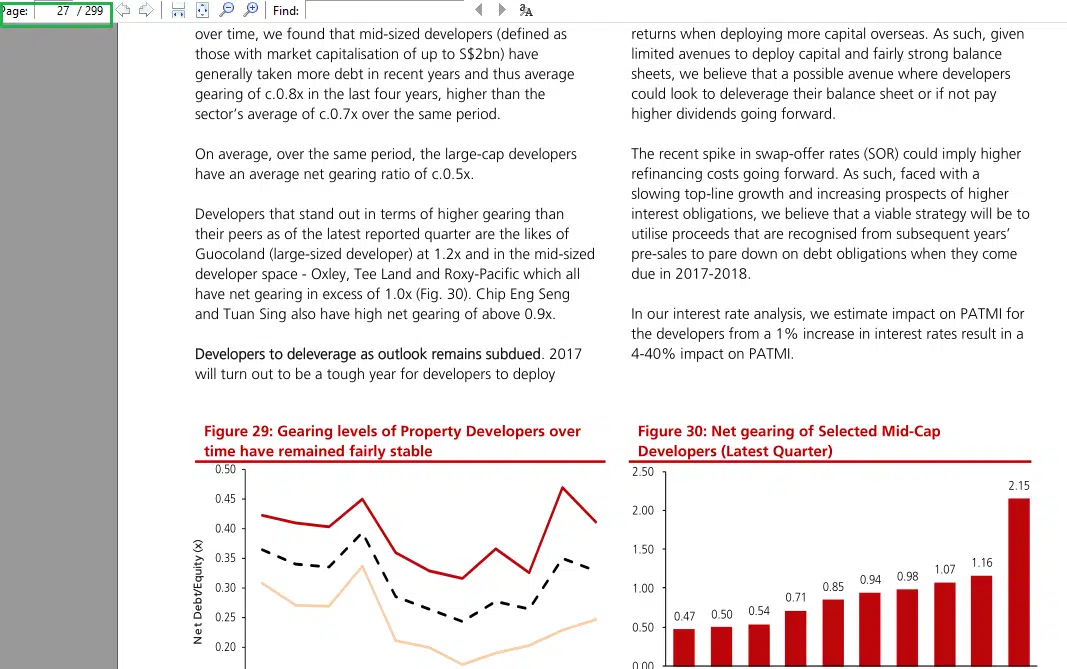 Page: 27 / 299 Find:
over time, we found that mid-sized developers (defined as
those with market capitalisation of up to S$2bn) have
generally taken more debt in recent years and thus average
gearing of c.0.8x in the last four years, higher than the
sector’s average of c.0.7x over the same period.
On average, over the same period, the large-cap developers
have an average net gearing ratio of c.0.5x.
Developers that stand out in terms of higher gearing than
their peers as of the latest reported quarter are the likes of
Guocoland (large-sized developer) at 1.2x and in the mid-sized
developer space - Oxley, Tee Land and Roxy-Pacific which all
have net gearing in excess of 1.0x (Fig. 30). Chip Eng Seng
and Tuan Sing also have high net gearing of above 0.9x.
Developers to deleverage as outlook remains subdued. 2017
will turn out to be a tough year for developers to deploy
returns when deploying more capital overseas. As such, given
limited avenues to deploy capital and fairly strong balance
sheets, we believe that a possible avenue where developers
could look to deleverage their balance sheet or if not pay
higher dividends going forward.
The recent spike in swap-offer rates (SOR) could imply higher
refinancing costs going forward. As such, faced with a
slowing top-line growth and increasing prospects of higher
interest obligations, we believe that a viable strategy will be to
utilise proceeds that are recognised from subsequent years’
pre-sales to pare down on debt obligations when they come
due in 2017-2018.
In our interest rate analysis, we estimate impact on PATMI for
the developers from a 1% increase in interest rates result in a
4-40% impact on PATMI.
Figure 29: Gearing levels of Property Developers over
time have remained fairly stable
0.50
0.45
0.40
0.35
0.30
0.25
0.20
Net Debt/Equity (x)
Figure 30: Net gearing of Selected Mid-Cap
Developers (Latest Quarter)
2.50
2.00
1.50
1.00
0.50
0.00
0.47 0.50 0.54 0.71 0.85 0.94 0.98 1.07 1.16 2.15